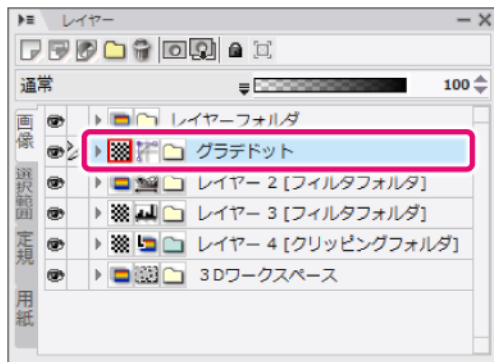 レイヤー
通常
100
画像
レイヤーフォルダ
グラデドット
選択範囲
レイヤー 2 [フィルタフォルダ]
レイヤー 3 [フィルタフォルダ]
定規
レイヤー 4 [クリッピングフォルダ]
3Dワークスペース
用紙